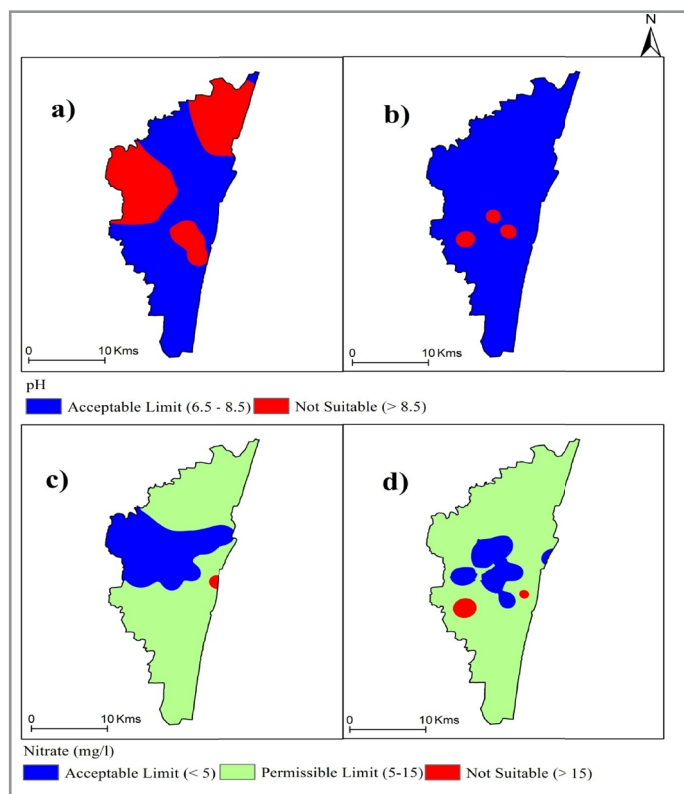 N
a)
b)
0 10 Kms
0 10 Kms
pH
Acceptable Limit (6.5 - 8.5) Not Suitable (> 8.5)
c)
d)
0 10 Kms
0 10 Kms
Nitrate (mg/l)
Acceptable Limit (< 5) Permissible Limit (5-15) Not Suitable (> 15)